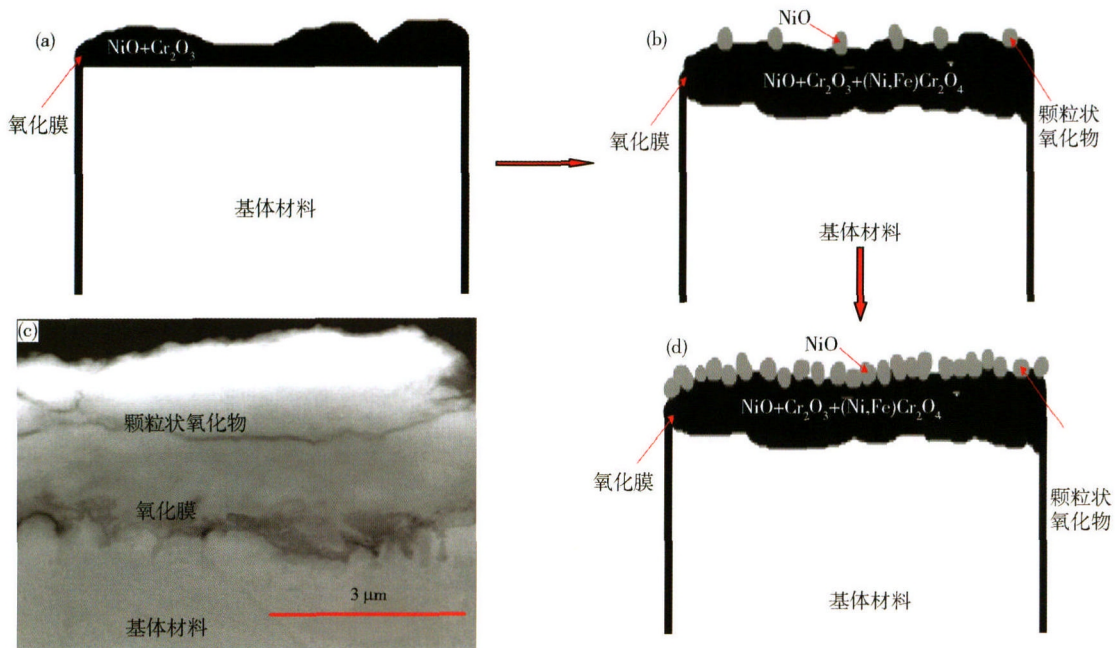 (a)
NiO+Cr₂O₃
氧化膜
基体材料
(b)
NiO
NiO+Cr₂O₃+(Ni,Fe)Cr₂O₄
氧化膜
颗粒状
氧化物
基体材料
(c)
颗粒状氧化物
氧化膜
3 μm
基体材料
(d)
NiO
NiO+Cr₂O₃+(Ni,Fe)Cr₂O₄
氧化膜
颗粒状
氧化物
基体材料